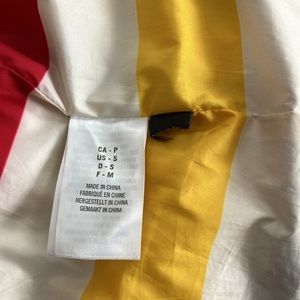 CA - P
US - S
D - S
F - M
MADE IN CHINA
FABRIQUÉ EN CHINE
HERGESTELLT IN CHINA
GEMAAKT IN CHINA